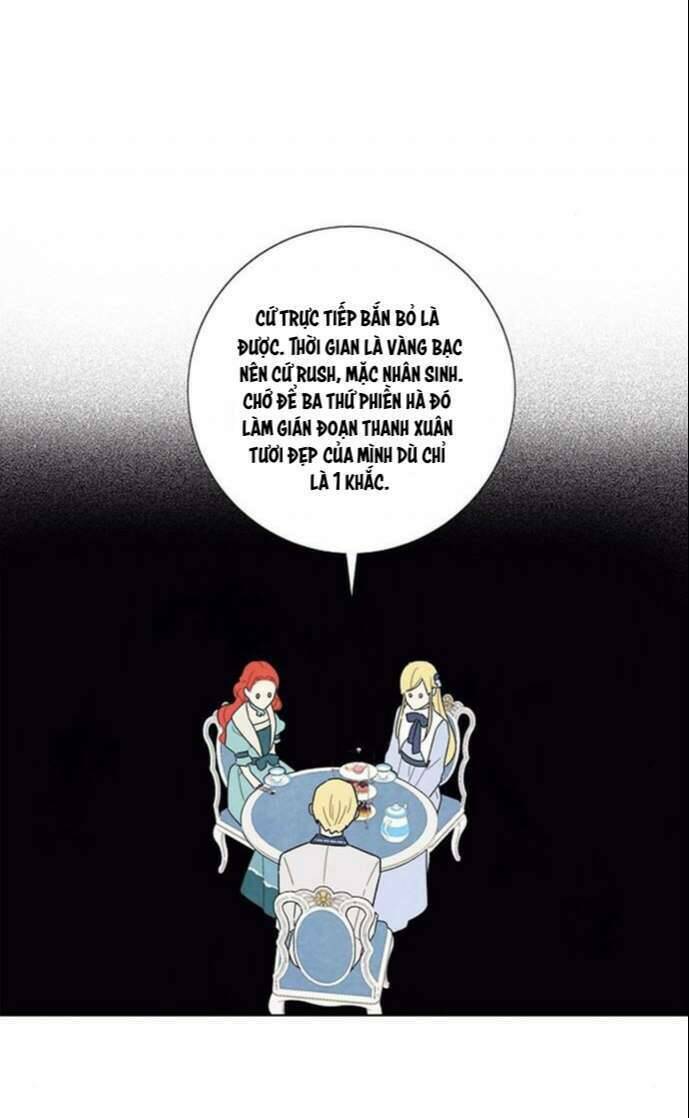 CỨ TRỰC TIẾP BẮN BỎ LÀ
ĐƯỢC. THỜI GIAN LÀ VÀNG BẠC
NÊN CỨ RUSH, MẶC NHÂN SINH.
CHỚ ĐỂ BA THỨ PHIỀN HÀ ĐÓ
LÀM GIÁN ĐOẠN THANH XUÂN
TƯƠI ĐẸP CỦA MÌNH DÙ CHỈ
LÀ 1 KHẮC.